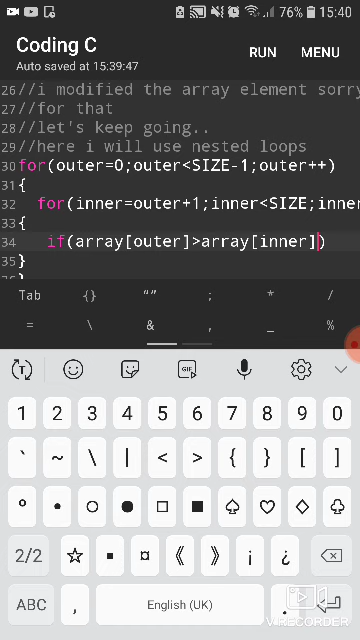 76% 15:40
Coding C
RUN MENU
Auto saved at 15:39:47
26//i modified the array element sorry
27//for that
28//let's keep going..
29//here i will use nested loops
30for(outer=0;outer<SIZE-1;outer++)
31{
32 for(inner=outer+1;inner<SIZE;inner
33{
34 if(array[outer]>array[inner])
35}
36}
Tab {} “” ; * /
= \ & , _ %
T GIF
1 2 3 4 5 6 7 8 9 0
` ~ \ | < > { } [ ]
° • ○ ● □ ■ ♤ ♡ ◇ ♧
2/2 ☆ ▪ ¤ 《 》 ¡ ¿
ABC , English (UK) .
V RECORDER